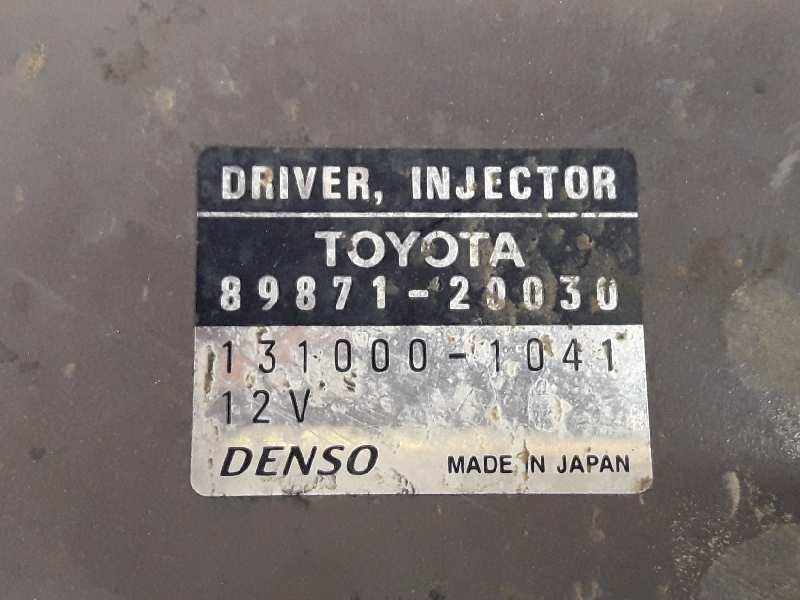 DRIVER, INJECTOR
TOYOTA
89871-20030
131000-1041
12V
DENSO MADE IN JAPAN